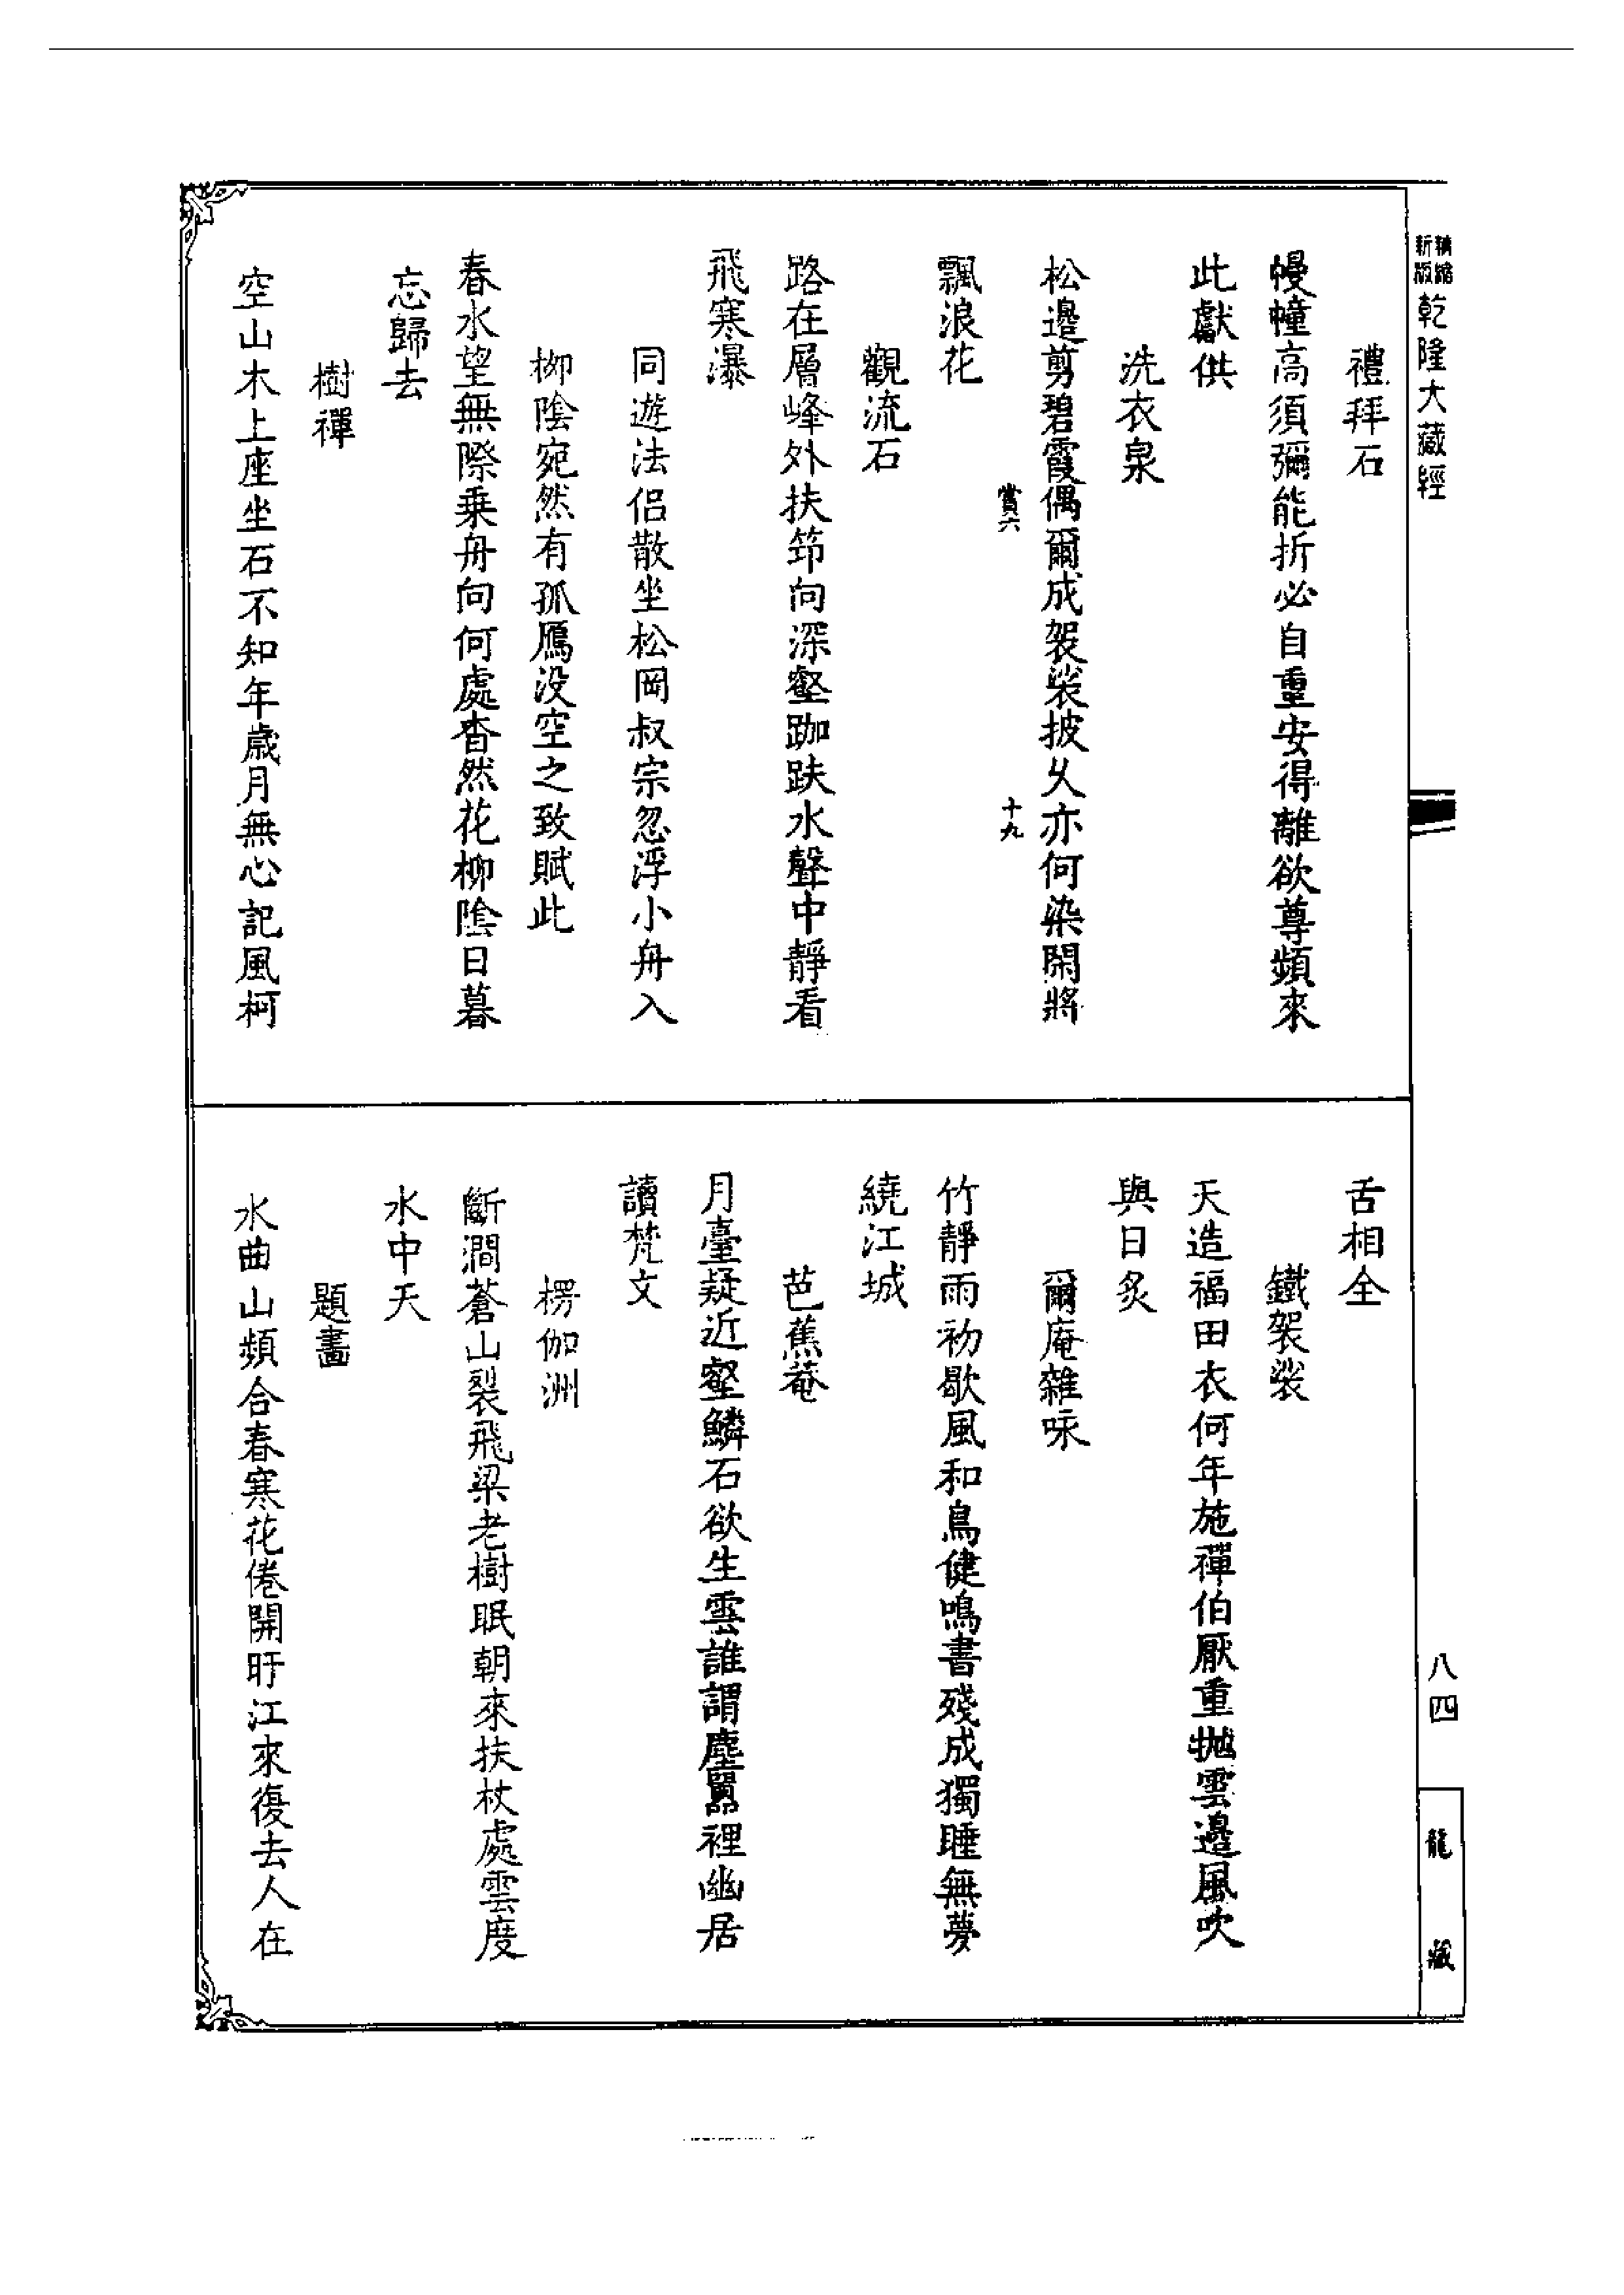 精縮新版乾隆大藏經
禮拜石
幔幢高須彌能折必自重安得離欲尊頻來
此獻供
洗衣泉
松邊剪碧霞偶爾成袈裟披久亦何染閑將
賞六 十九
飄浪花
觀流石
路在層峰外扶笻向深壑跏趺水聲中靜看
飛寒瀑
同遊法侶散坐松岡叔宗忽浮小舟入
柳陰宛然有孤鴈没空之致賦此
春水望無際乗舟向何處杳然花柳陰日暮
忘歸去
樹禪
空山木上座坐石不知年歲月無心記風柯
舌相全
鐵袈裟
天造福田衣何年施禪伯厭重拋雲邊風吹
與日炙
爾庵雜咏
竹靜雨初歇風和鳥健鳴書殘成獨睡無夢
繞江城
芭蕉菴
月臺疑近壑鱗石欲生雲誰謂塵囂裡幽居
讀梵文
楞伽洲
斷澗蒼山裂飛梁老樹眠朝來扶杖處雲度
水中天
題畵
水曲山頻合春寒花倦開盱江來復去人在
八四
龍藏